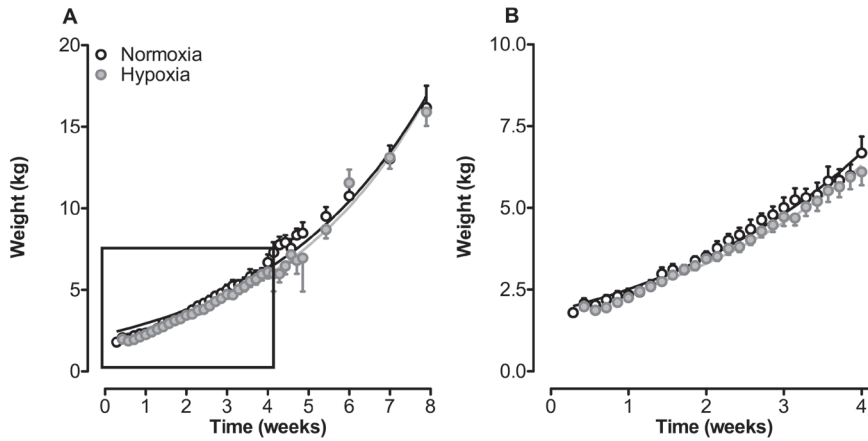 A
20
15
10
5
0
Weight (kg)
Normoxia
Hypoxia
0 1 2 3 4 5 6 7 8
Time (weeks)
B
10.0
7.5
5.0
2.5
0.0
Weight (kg)
0 1 2 3 4
Time (weeks)